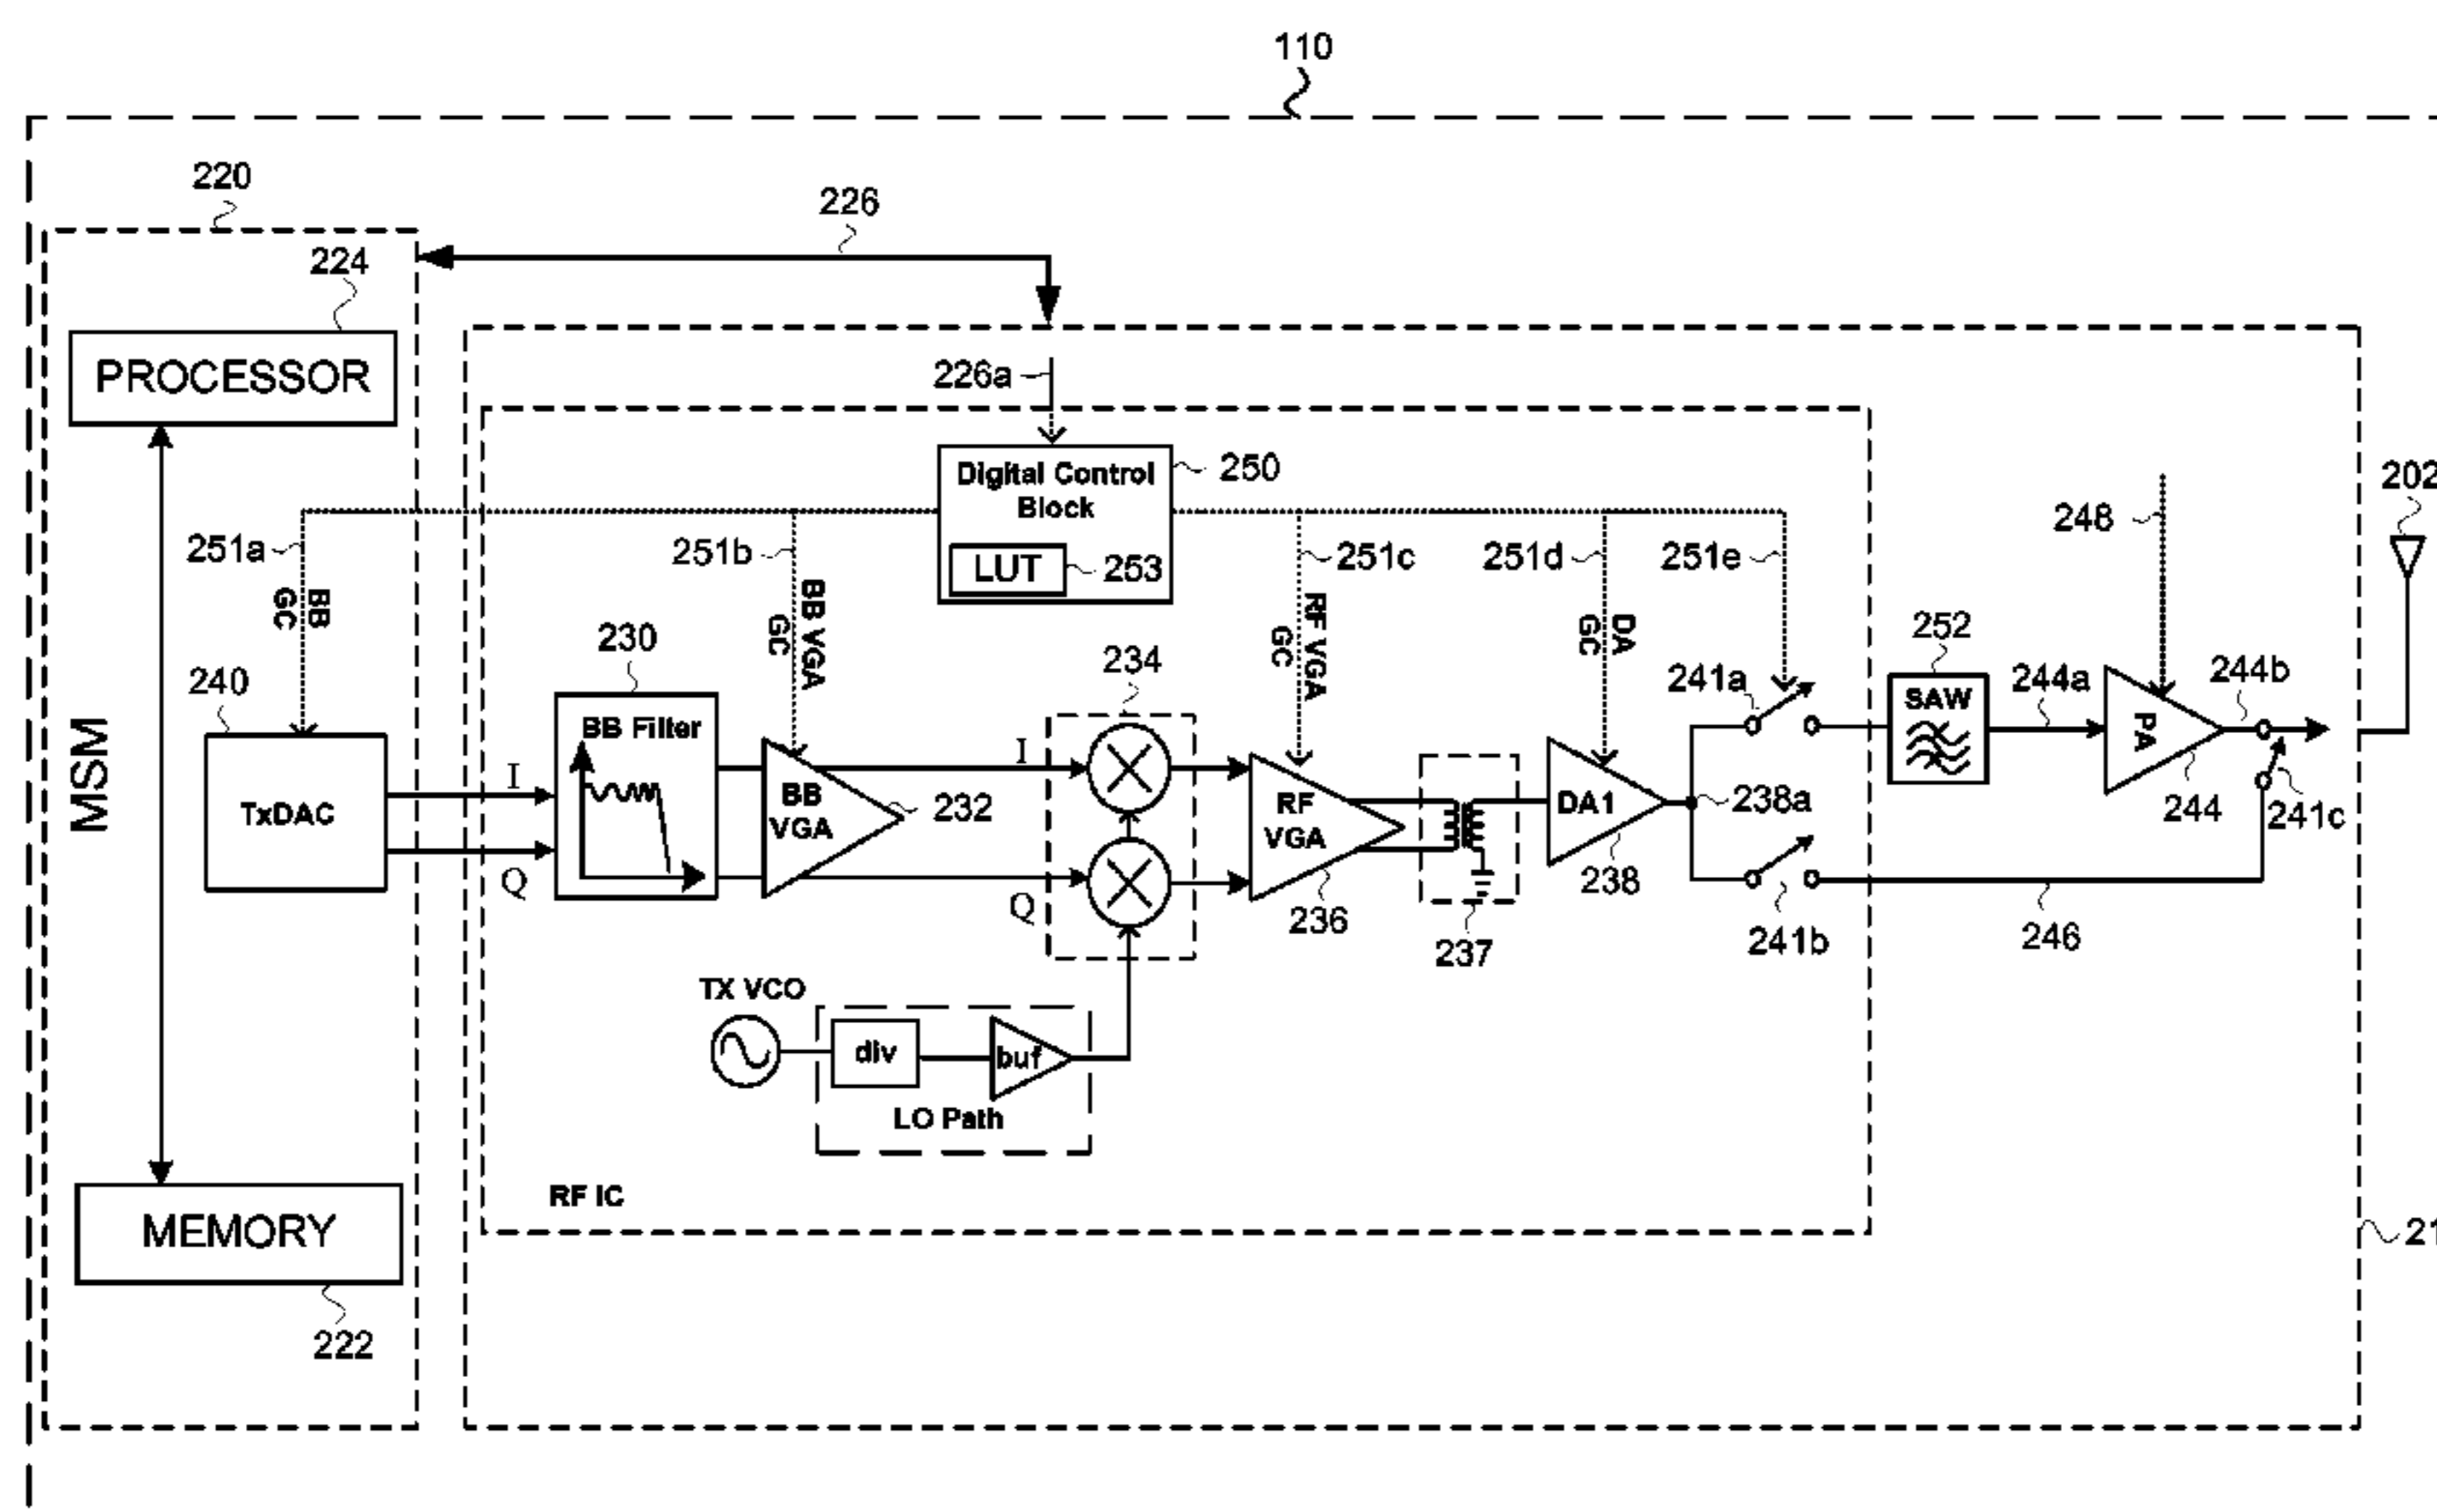 110
220
226
224
PROCESSOR
226a
Digital Control
Block
250
LUT
253
202
248
251a
251b
251c
251d
251e
BB
GC
BB VGA
GC
RF VGA
GC
DA
GC
240
230
234
252
241a
244a
244b
MSM
TxDAC
I
Q
BB Filter
BB
VGA
232
I
Q
RF
VGA
236
237
DA1
238
238a
SAW
PA
244
241c
241b
246
TX VCO
div
buf
LO Path
RF IC
MEMORY
222
21